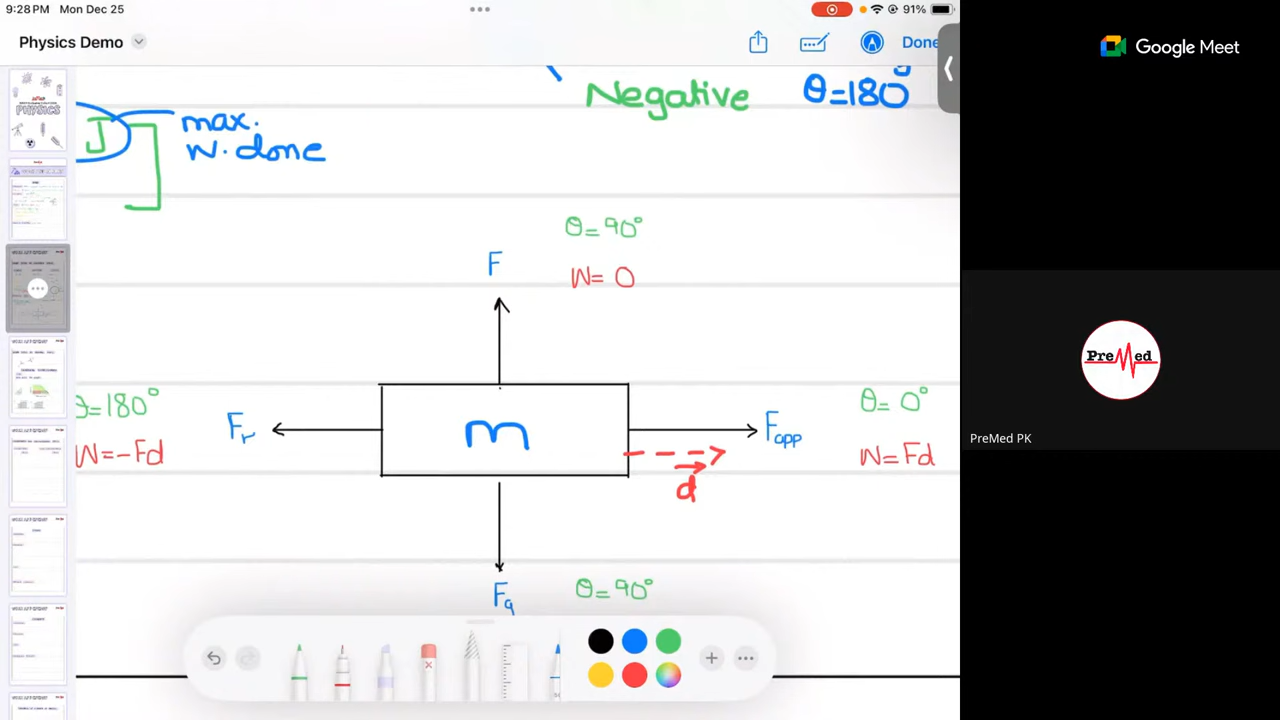 9:28 PM Mon Dec 25
91%
Physics Demo
Done
Google Meet
Negative θ=180°
J
max.
W. done
θ=90°
F
W= 0
θ=180°
Fr
W=-Fd
m
Fapp
d
θ= 0°
W=Fd
Fg
θ=90°
PHYSICS
PreMed
PreMed PK